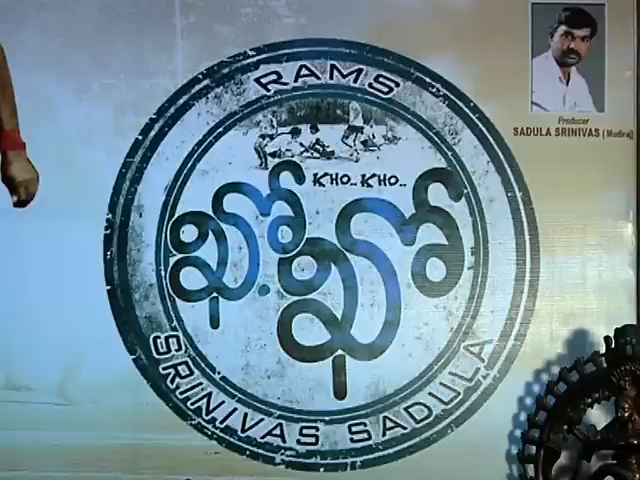 RAMS
KHO.. KHO..
ఖో.ఖో
SRINIVAS SADULA
Producer
SADULA SRINIVAS (Mudiraj)